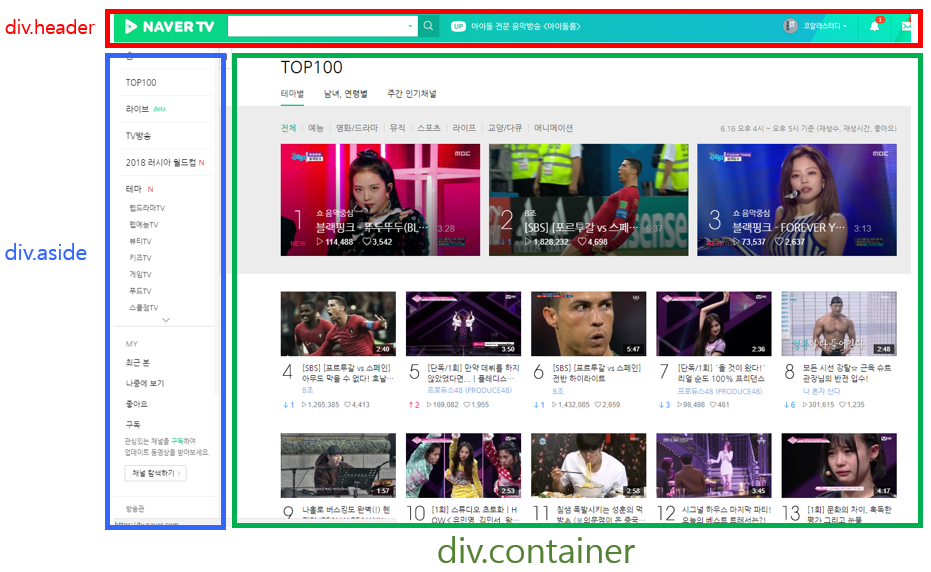 div.header
NAVER TV
UP 아이돌 전문 음악방송 <아이돌룸>
코알라스터디
1
div.aside
TOP100
라이브 Beta
TV방송
2018 러시아 월드컵 N
테마 N
웹드라마TV
웹예능TV
뷰티TV
키즈TV
게임TV
푸드TV
스쿨잼TV
MY
최근 본
나중에 보기
좋아요
구독
관심있는 채널을 구독하여
업데이트 동영상을 받아보세요.
채널 탐색하기 >
방송관
TOP100
테마별 남녀, 연령별 주간 인기채널
전체 예능 영화/드라마 뮤직 스포츠 라이프 교양/다큐 애니메이션
6.16 오후 4시 ~ 오후 5시 기준 (재생수, 재생시간, 좋아요)
1 NEW
쇼 음악중심
블랙핑크 - 뚜두뚜두(BL... 3:28
114,488 3,542
2 1
B조
[SBS] [포르투갈 vs 스페... 5:37
1,828,232 4,698
3
쇼 음악중심
블랙핑크 - FOREVER Y... 3:13
73,537 2,637
2:40
4 [SBS] [포르투갈 vs 스페인]
아무도 막을 수 없다! 호날...
B조
1 1,265,385 4,413
3:50
5 [단독/1회] 만약 데뷔를 하지
않았었다면... | 플레디스...
프로듀스48 (PRODUCE48)
2 169,082 1,955
5:47
6 [SBS] [포르투갈 vs 스페인]
전반 하이라이트
B조
1 1,432,085 2,659
2:36
7 [단독/1회] '올 것이 왔다!'
리얼 순도 100% 프리댄스
프로듀스48 (PRODUCE48)
3 98,498 461
2:48
8 모든 시선 강탈☆ 근육 슈트
관장님의 반전 입수!
나 혼자 산다
6 301,615 1,235
1:57
9 나홀로 버스킹도 완벽(!) 헨
2:53
10 [1회] 스튜디오 초토화 | H
OW < 유민영, 김민서, 왕...
5:58
11 침샘 폭발시키는 성훈의 먹
방
3:45
12 시그널 하우스 마지막 파티!
오늘의 베스트 트레서는?!
4:17
13 [1회] 문화의 차이, 혹독한
평가 그리고 눈물
https://tv.naver.com
div.container